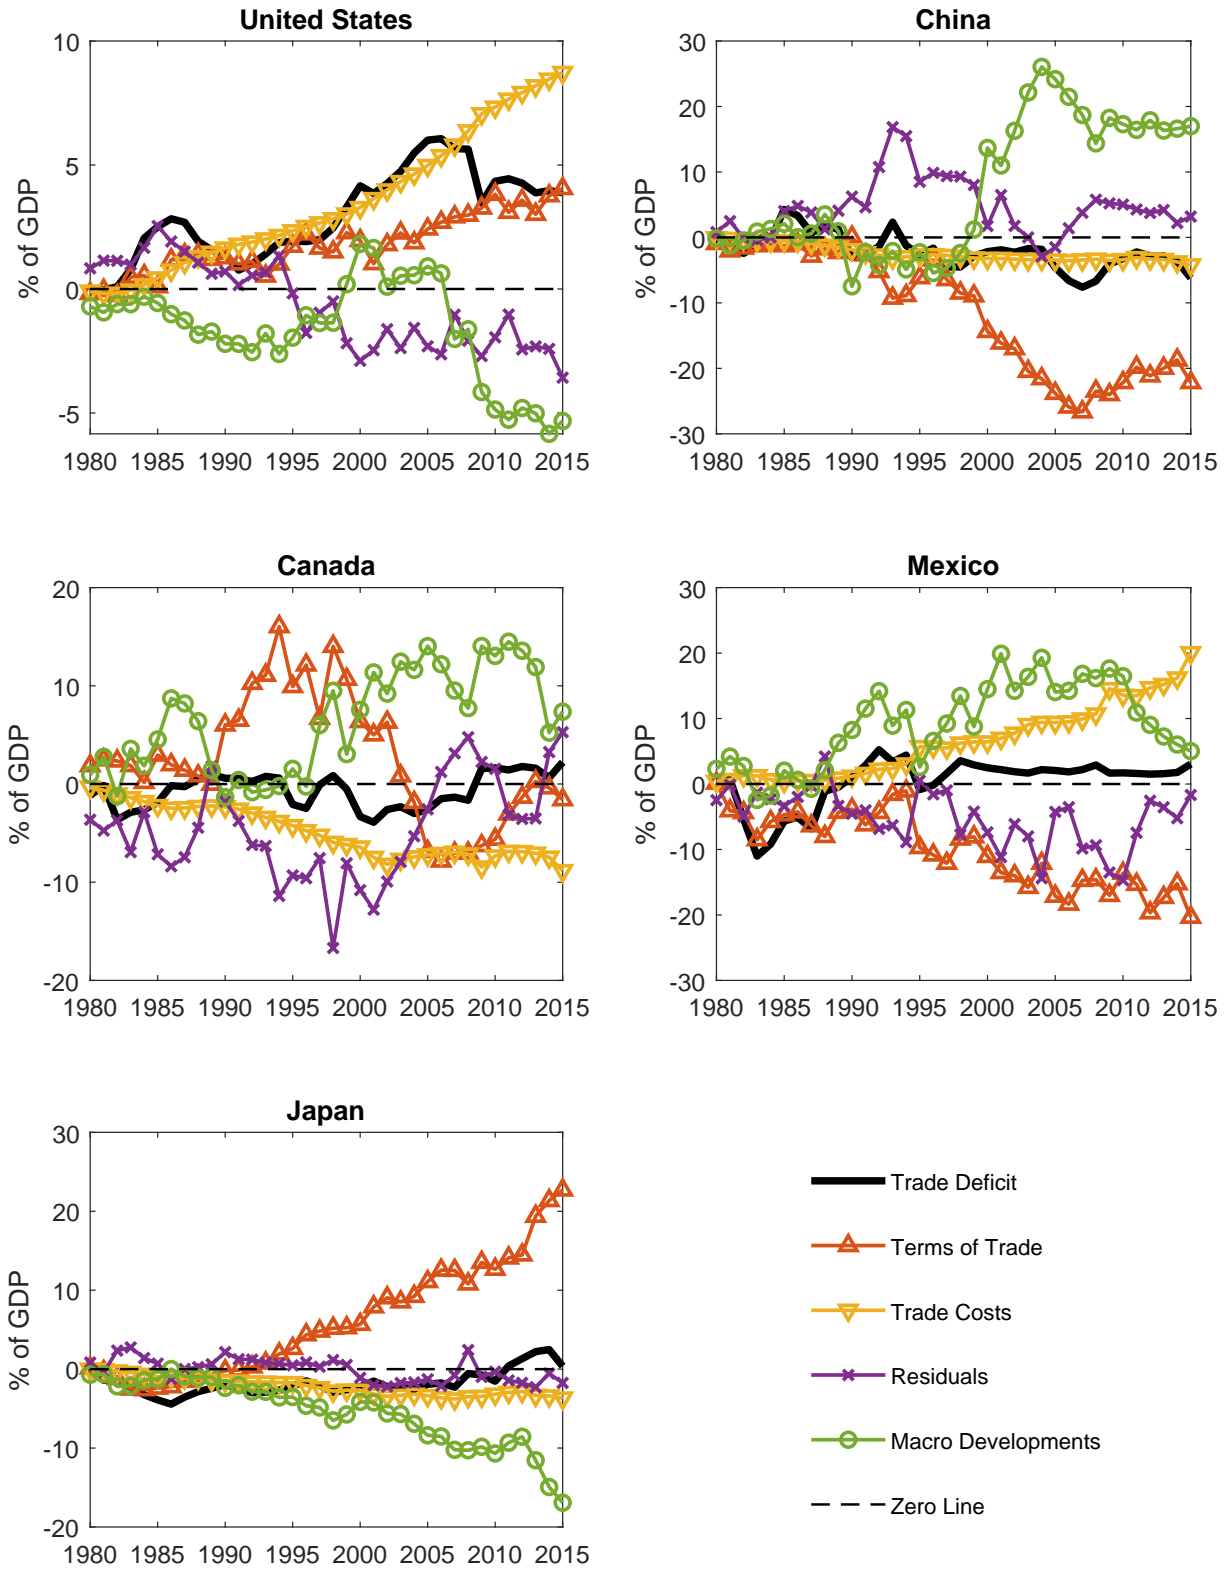 United States
% of GDP
10
5
0
-5
1980 1985 1990 1995 2000 2005 2010 2015
China
% of GDP
30
20
10
0
-10
-20
-30
1980 1985 1990 1995 2000 2005 2010 2015
Canada
% of GDP
20
10
0
-10
-20
1980 1985 1990 1995 2000 2005 2010 2015
Mexico
% of GDP
30
20
10
0
-10
-20
-30
1980 1985 1990 1995 2000 2005 2010 2015
Japan
% of GDP
30
20
10
0
-10
-20
1980 1985 1990 1995 2000 2005 2010 2015
Trade Deficit
Terms of Trade
Trade Costs
Residuals
Macro Developments
Zero Line